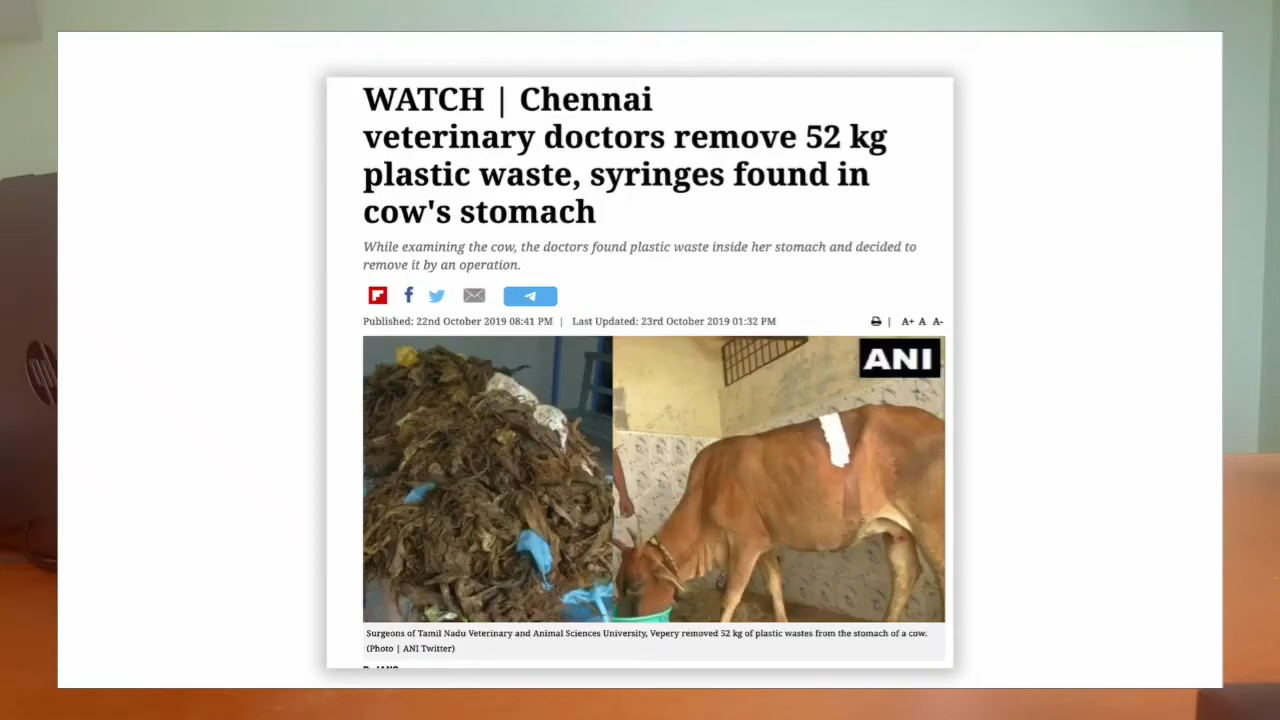 WATCH | Chennai
veterinary doctors remove 52 kg
plastic waste, syringes found in
cow's stomach
While examining the cow, the doctors found plastic waste inside her stomach and decided to
remove it by an operation.
Published: 22nd October 2019 08:41 PM | Last Updated: 23rd October 2019 01:32 PM
A+ A A-
ANI
hp
Surgeons of Tamil Nadu Veterinary and Animal Sciences University, Vepery removed 52 kg of plastic wastes from the stomach of a cow.
(Photo | ANI Twitter)